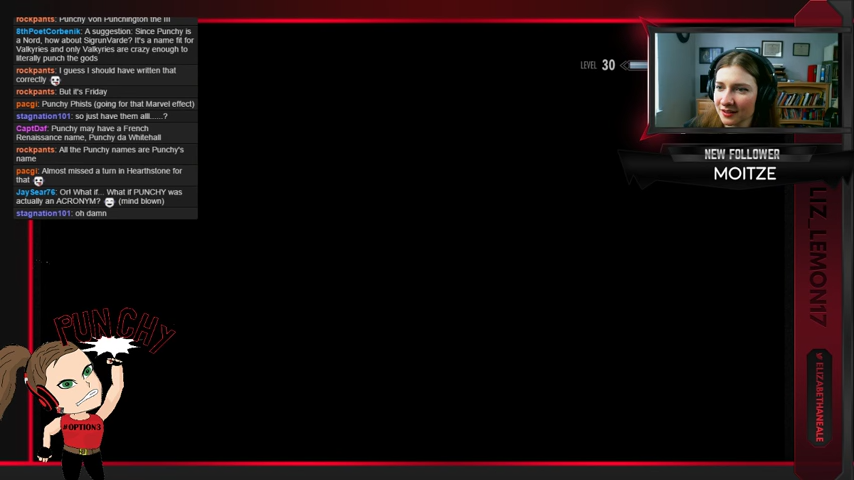 rockpants: Punchy Von Punchington the III
8thPoetCorbenik: A suggestion: Since Punchy is
a Nord, how about SigrunVarde? It's a name fit for
Valkyries and only Valkyries are crazy enough to
literally punch the gods
rockpants: I guess I should have written that
correctly
rockpants: But it's Friday
pacgi: Punchy Phists (going for that Marvel effect)
stagnation101: so just have them alll......?
CaptDaf: Punchy may have a French
Renaissance name, Punchy da Whitehall
rockpants: All the Punchy names are Punchy's
name
pacgi: Almost missed a turn in Hearthstone for
that
JaySear76: Or! What if... What if PUNCHY was
actually an ACRONYM? (mind blown)
stagnation101: oh damn
LEVEL 30
NEW FOLLOWER
MOITZE
LIZ_LEMON17
ELIZABETHANEALE
PUNCHY
#OPTION3